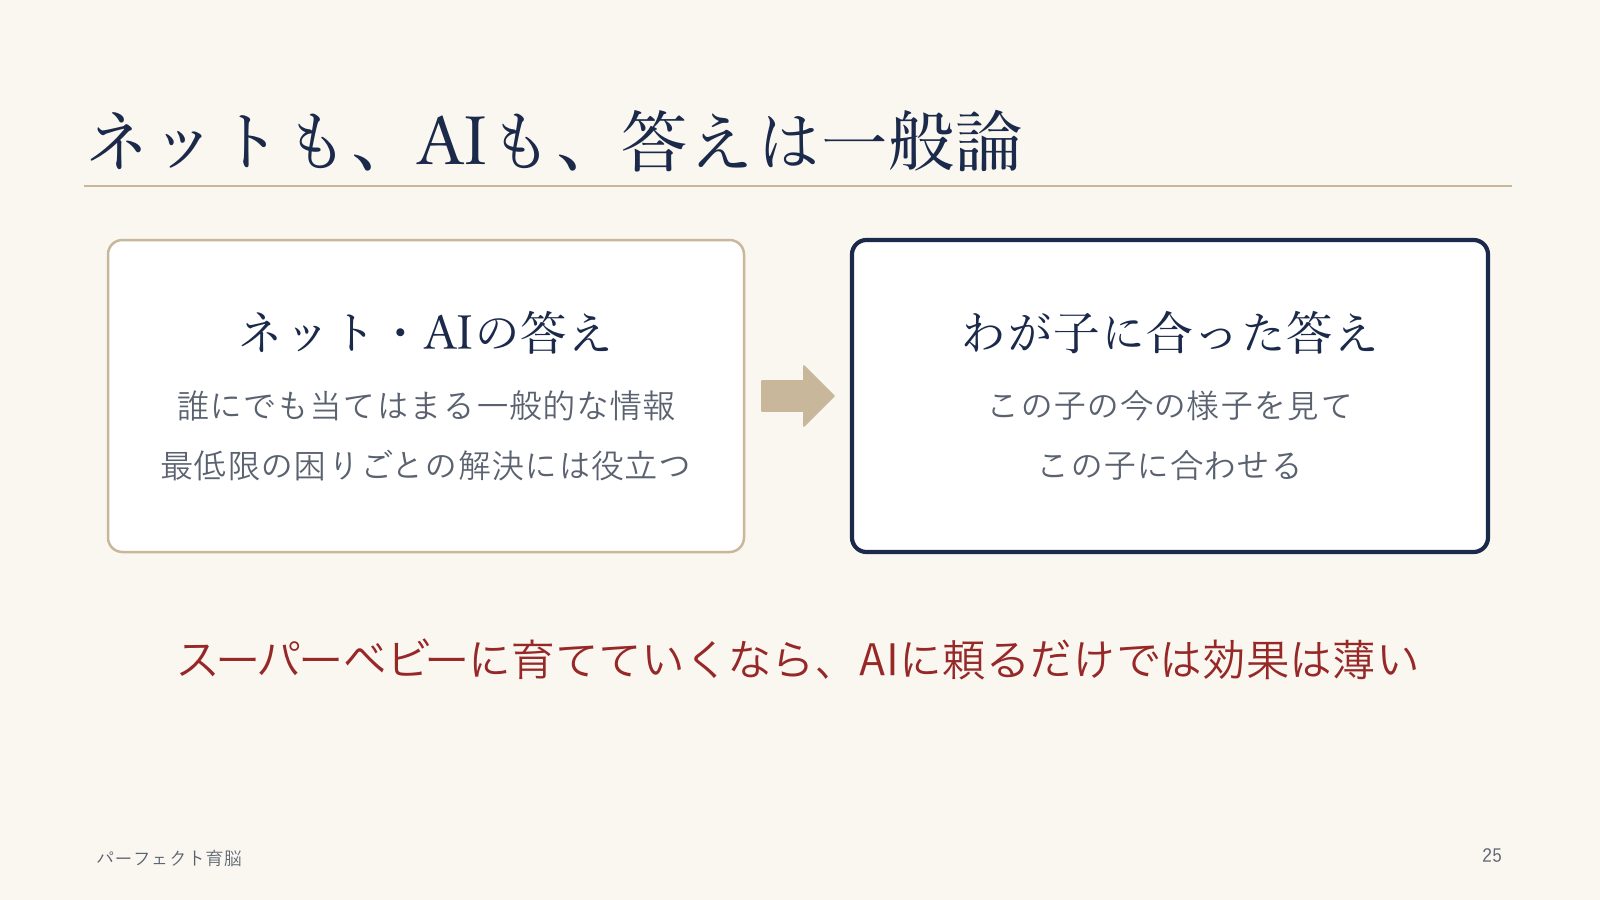 ネットも、AIも、答えは一般論
ネット・AIの答え
誰にでも当てはまる一般的な情報
最低限の困りごとの解決には役立つ
わが子に合った答え
この子の今の様子を見て
この子に合わせる
スーパーベビーに育てていくなら、AIに頼るだけでは効果は薄い
パーフェクト育脳
25